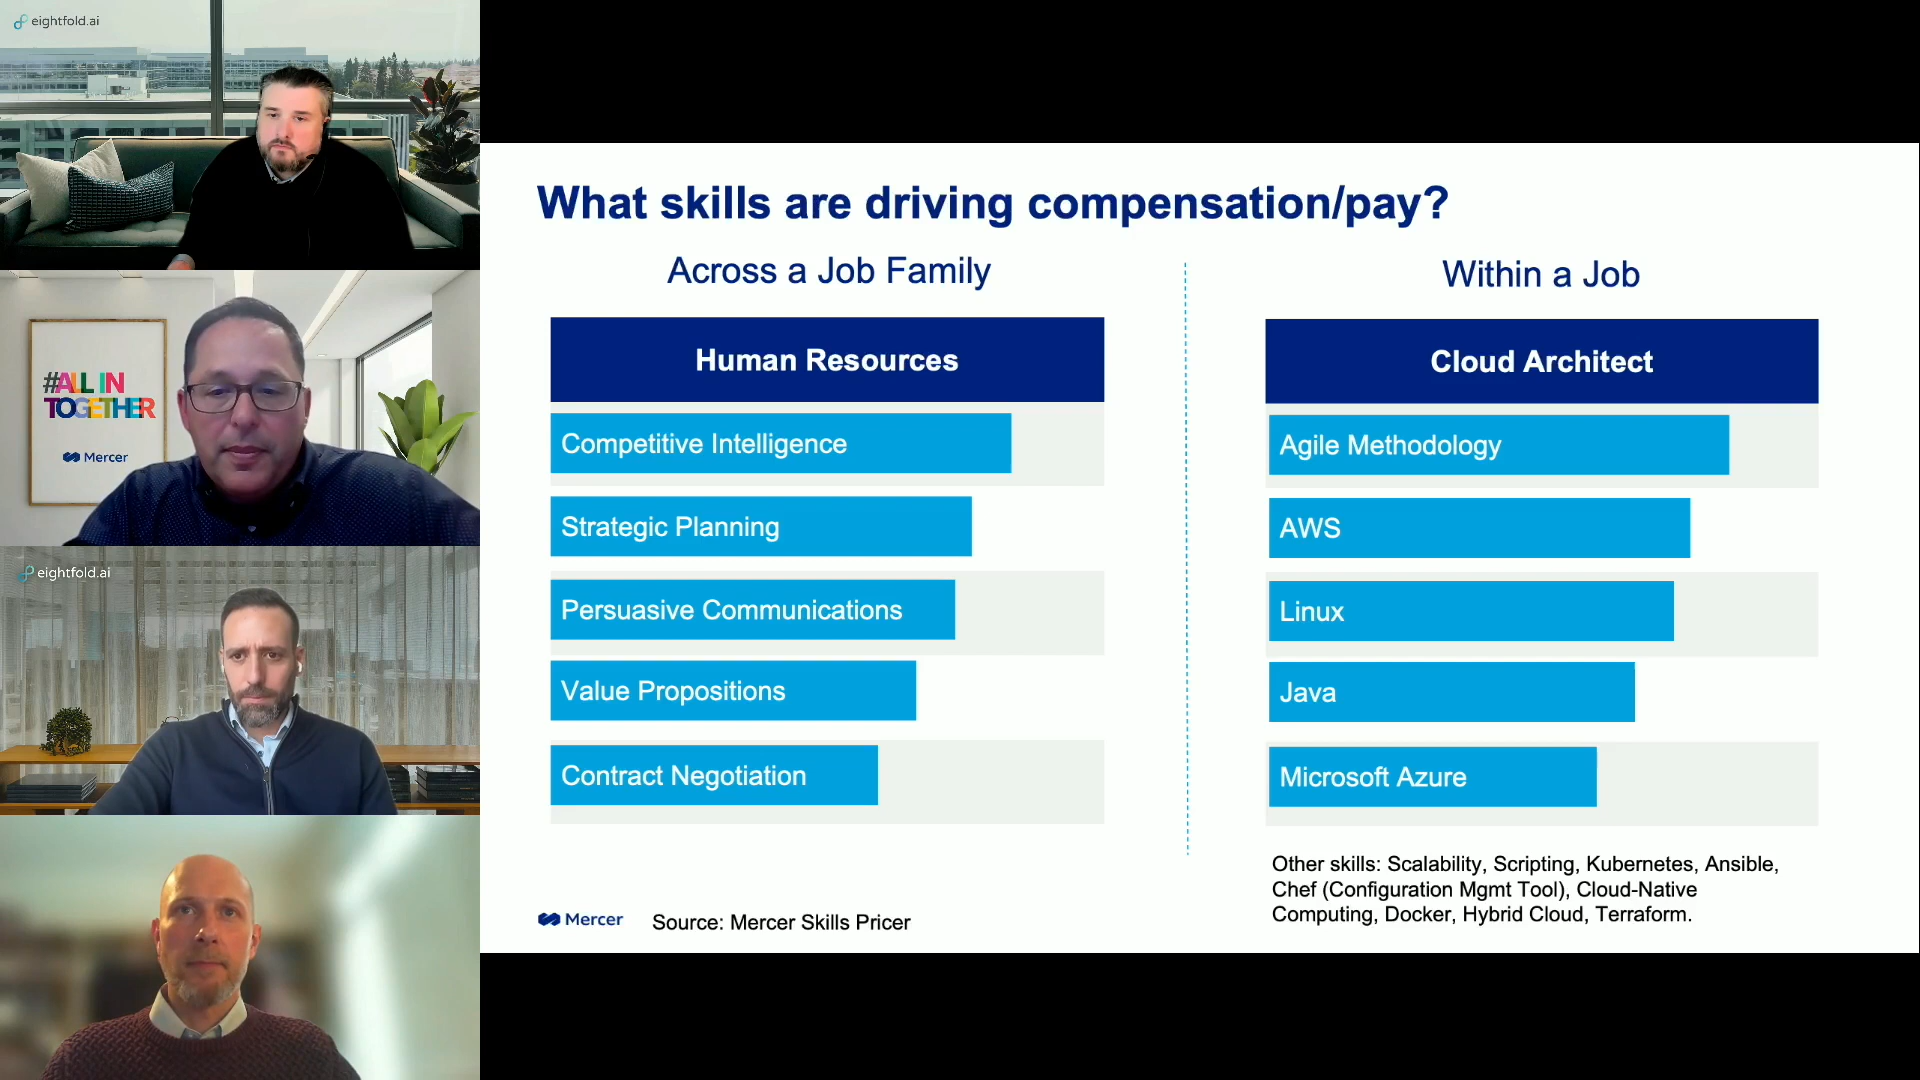 eightfold.ai
#ALL IN
TOGETHER
Mercer
eightfold.ai
What skills are driving compensation/pay?
Across a Job Family
Human Resources
Competitive Intelligence
Strategic Planning
Persuasive Communications
Value Propositions
Contract Negotiation
Mercer
Source: Mercer Skills Pricer
Within a Job
Cloud Architect
Agile Methodology
AWS
Linux
Java
Microsoft Azure
Other skills: Scalability, Scripting, Kubernetes, Ansible,
Chef (Configuration Mgmt Tool), Cloud-Native
Computing, Docker, Hybrid Cloud, Terraform.